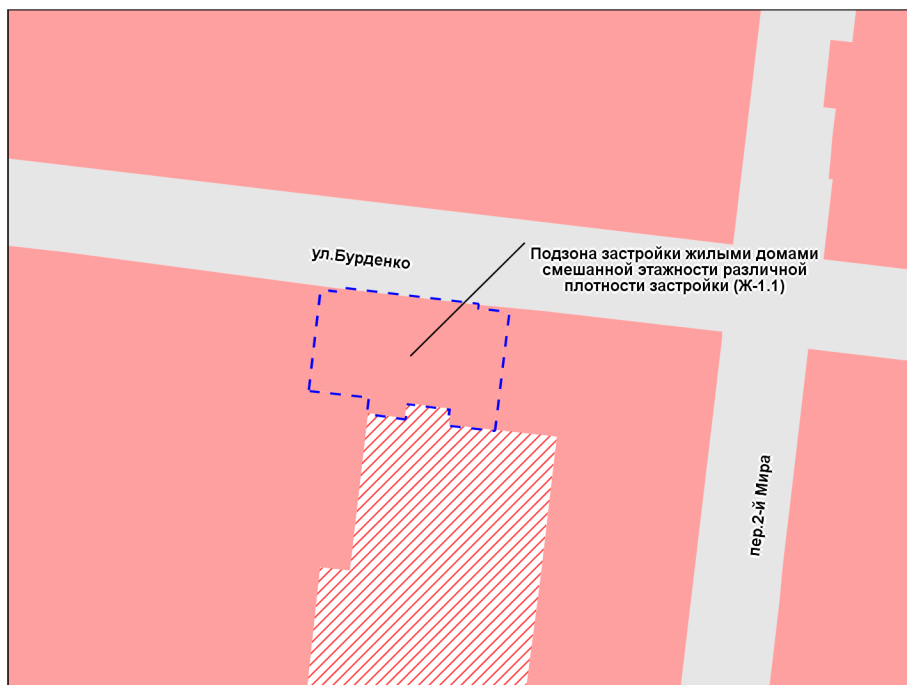 ул.Бурденко
Подзона застройки жилыми домами
смешанной этажности различной
плотности застройки (Ж-1.1)
пер.2-й Мира